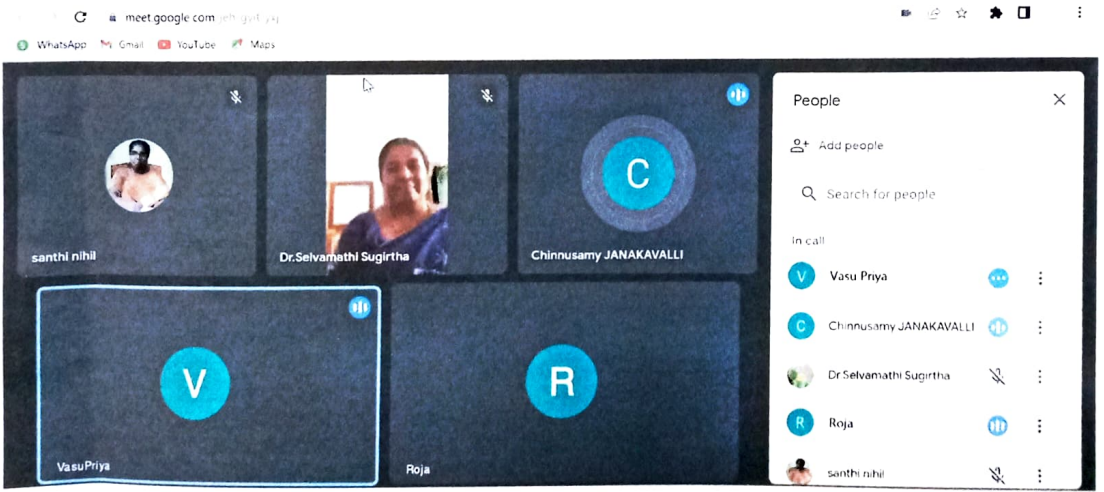 meet.google.com
WhatsApp Gmail YouTube Maps
santhi nihil
Dr.Selvamathi Sugirtha
C
Chinnusamy JANAKAVALLI
V
VasuPriya
R
Roja
People
Add people
Search for people
In call
V Vasu Priya
C Chinnusamy JANAKAVALLI
Dr Selvamathi Sugirtha
R Roja
santhi nihil